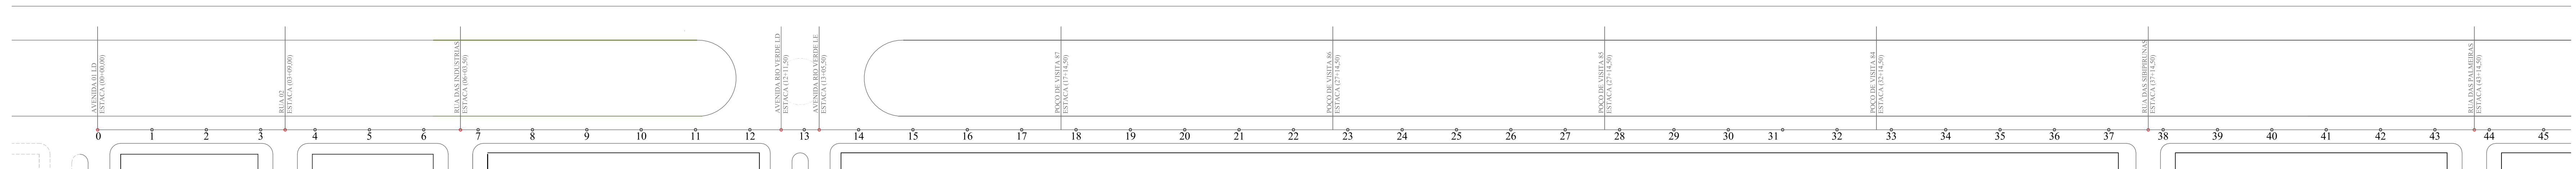 AVENIDA 01 LD
ESTACA (00+00,00)
RUA 02
ESTACA (03+09,00)
RUA DAS INDUSTRIAS
ESTACA (06+03,50)
AVENIDA RIO VERDE LD
ESTACA (12+11,50)
AVENIDA RIO VERDE LE
ESTACA (13+05,50)
POÇO DE VISITA 87
ESTACA (17+14,50)
POÇO DE VISITA 86
ESTACA (27+14,50)
POÇO DE VISITA 85
ESTACA (27+14,50)
POÇO DE VISITA 84
ESTACA (32+14,50)
RUA DAS SIBIPIRUNAS
ESTACA (37+14,50)
RUA DAS PALMEIRAS
ESTACA (43+14,50)
0 1 2 3 4 5 6 7 8 9 10 11 12 13 14 15 16 17 18 19 20 21 22 23 24 25 26 27 28 29 30 31 32 33 34 35 36 37 38 39 40 41 42 43 44 45